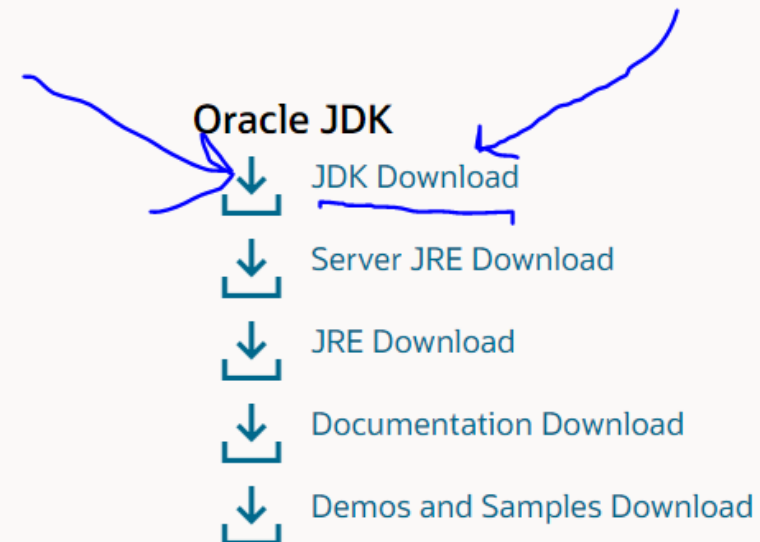 Oracle JDK
JDK Download
Server JRE Download
JRE Download
Documentation Download
Demos and Samples Download